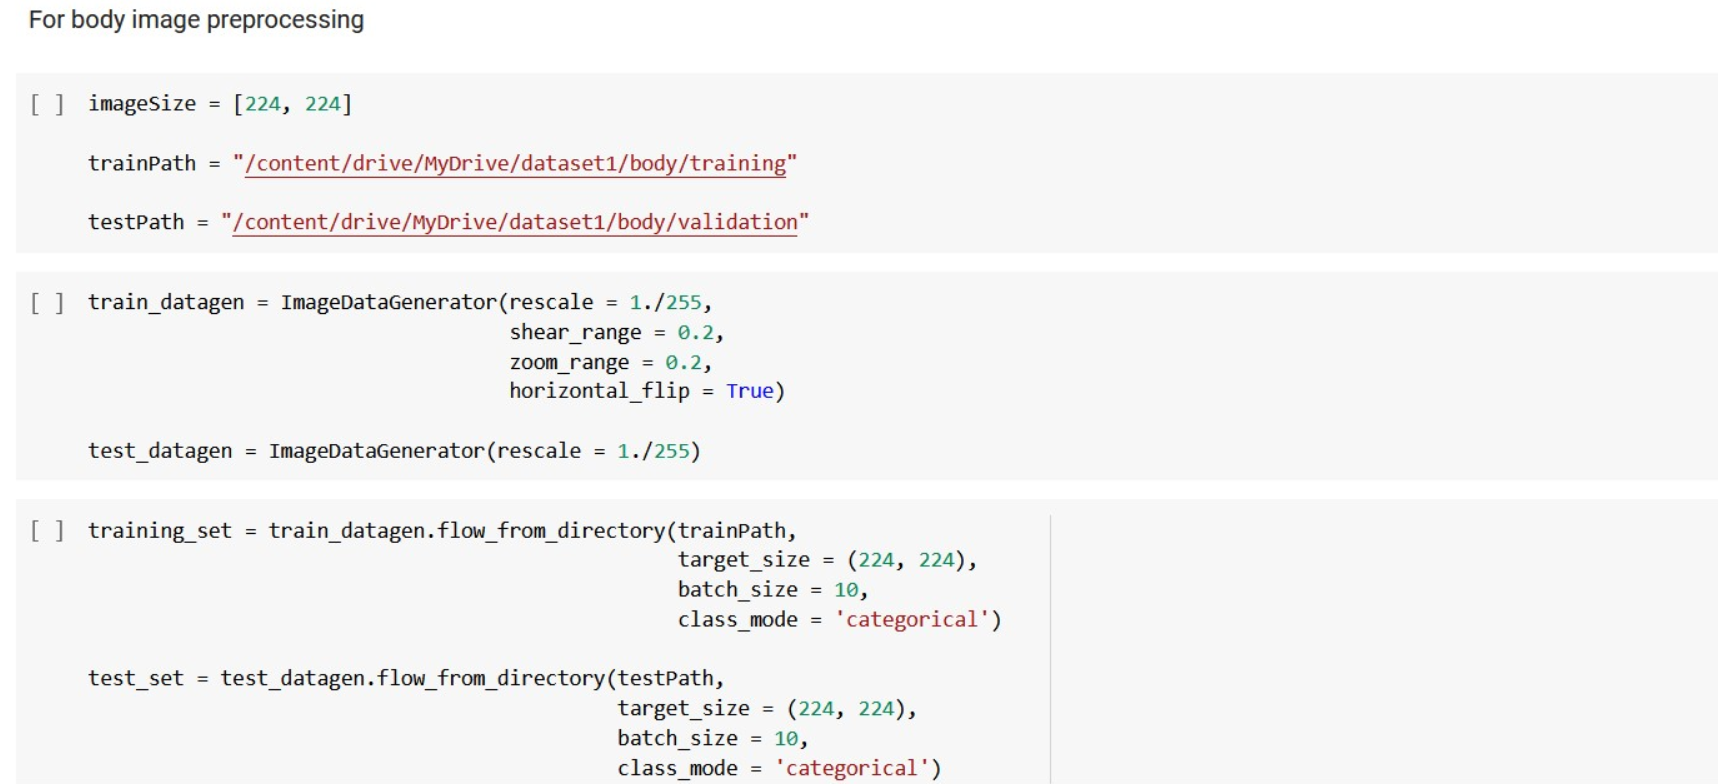 For body image preprocessing
[ ] imageSize = [224, 224]
trainPath = "/content/drive/MyDrive/dataset1/body/training"
testPath = "/content/drive/MyDrive/dataset1/body/validation"
[ ] train_datagen = ImageDataGenerator(rescale = 1./255,
shear_range = 0.2,
zoom_range = 0.2,
horizontal_flip = True)
test_datagen = ImageDataGenerator(rescale = 1./255)
[ ] training_set = train_datagen.flow_from_directory(trainPath,
target_size = (224, 224),
batch_size = 10,
class_mode = 'categorical')
test_set = test_datagen.flow_from_directory(testPath,
target_size = (224, 224),
batch_size = 10,
class_mode = 'categorical')